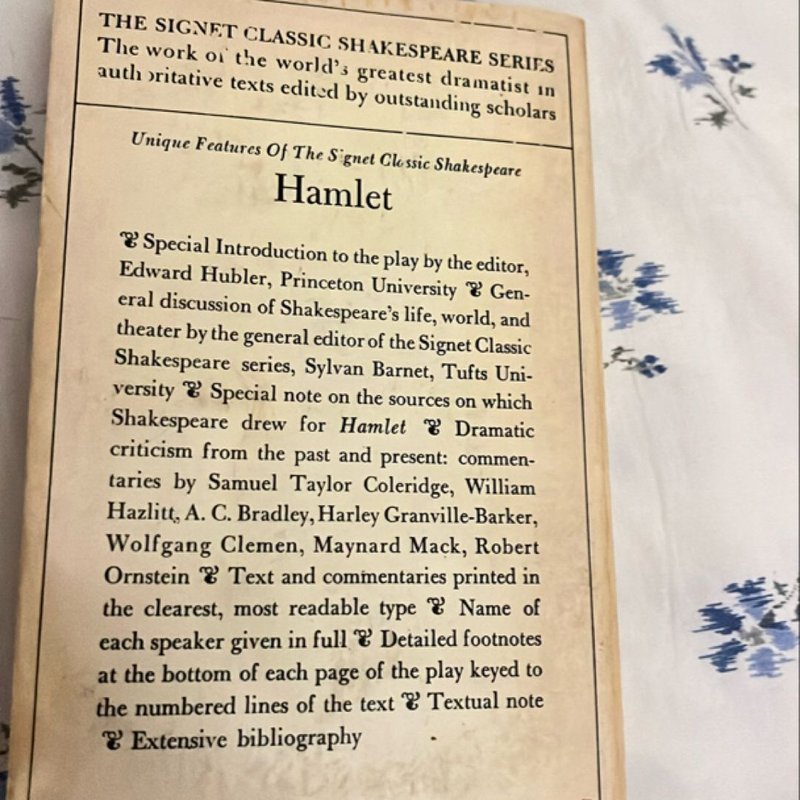 THE SIGNET CLASSIC SHAKESPEARE SERIES
The work of the world's greatest dramatist in
authoritative texts edited by outstanding scholars
Unique Features Of The Signet Classic Shakespeare
Hamlet
Special Introduction to the play by the editor,
Edward Hubler, Princeton University Gen-
eral discussion of Shakespeare's life, world, and
theater by the general editor of the Signet Classic
Shakespeare series, Sylvan Barnet, Tufts Uni-
versity Special note on the sources on which
Shakespeare drew for Hamlet Dramatic
criticism from the past and present: commen-
taries by Samuel Taylor Coleridge, William
Hazlitt, A. C. Bradley, Harley Granville-Barker,
Wolfgang Clemen, Maynard Mack, Robert
Ornstein Text and commentaries printed in
the clearest, most readable type Name of
each speaker given in full Detailed footnotes
at the bottom of each page of the play keyed to
the numbered lines of the text Textual note
Extensive bibliography